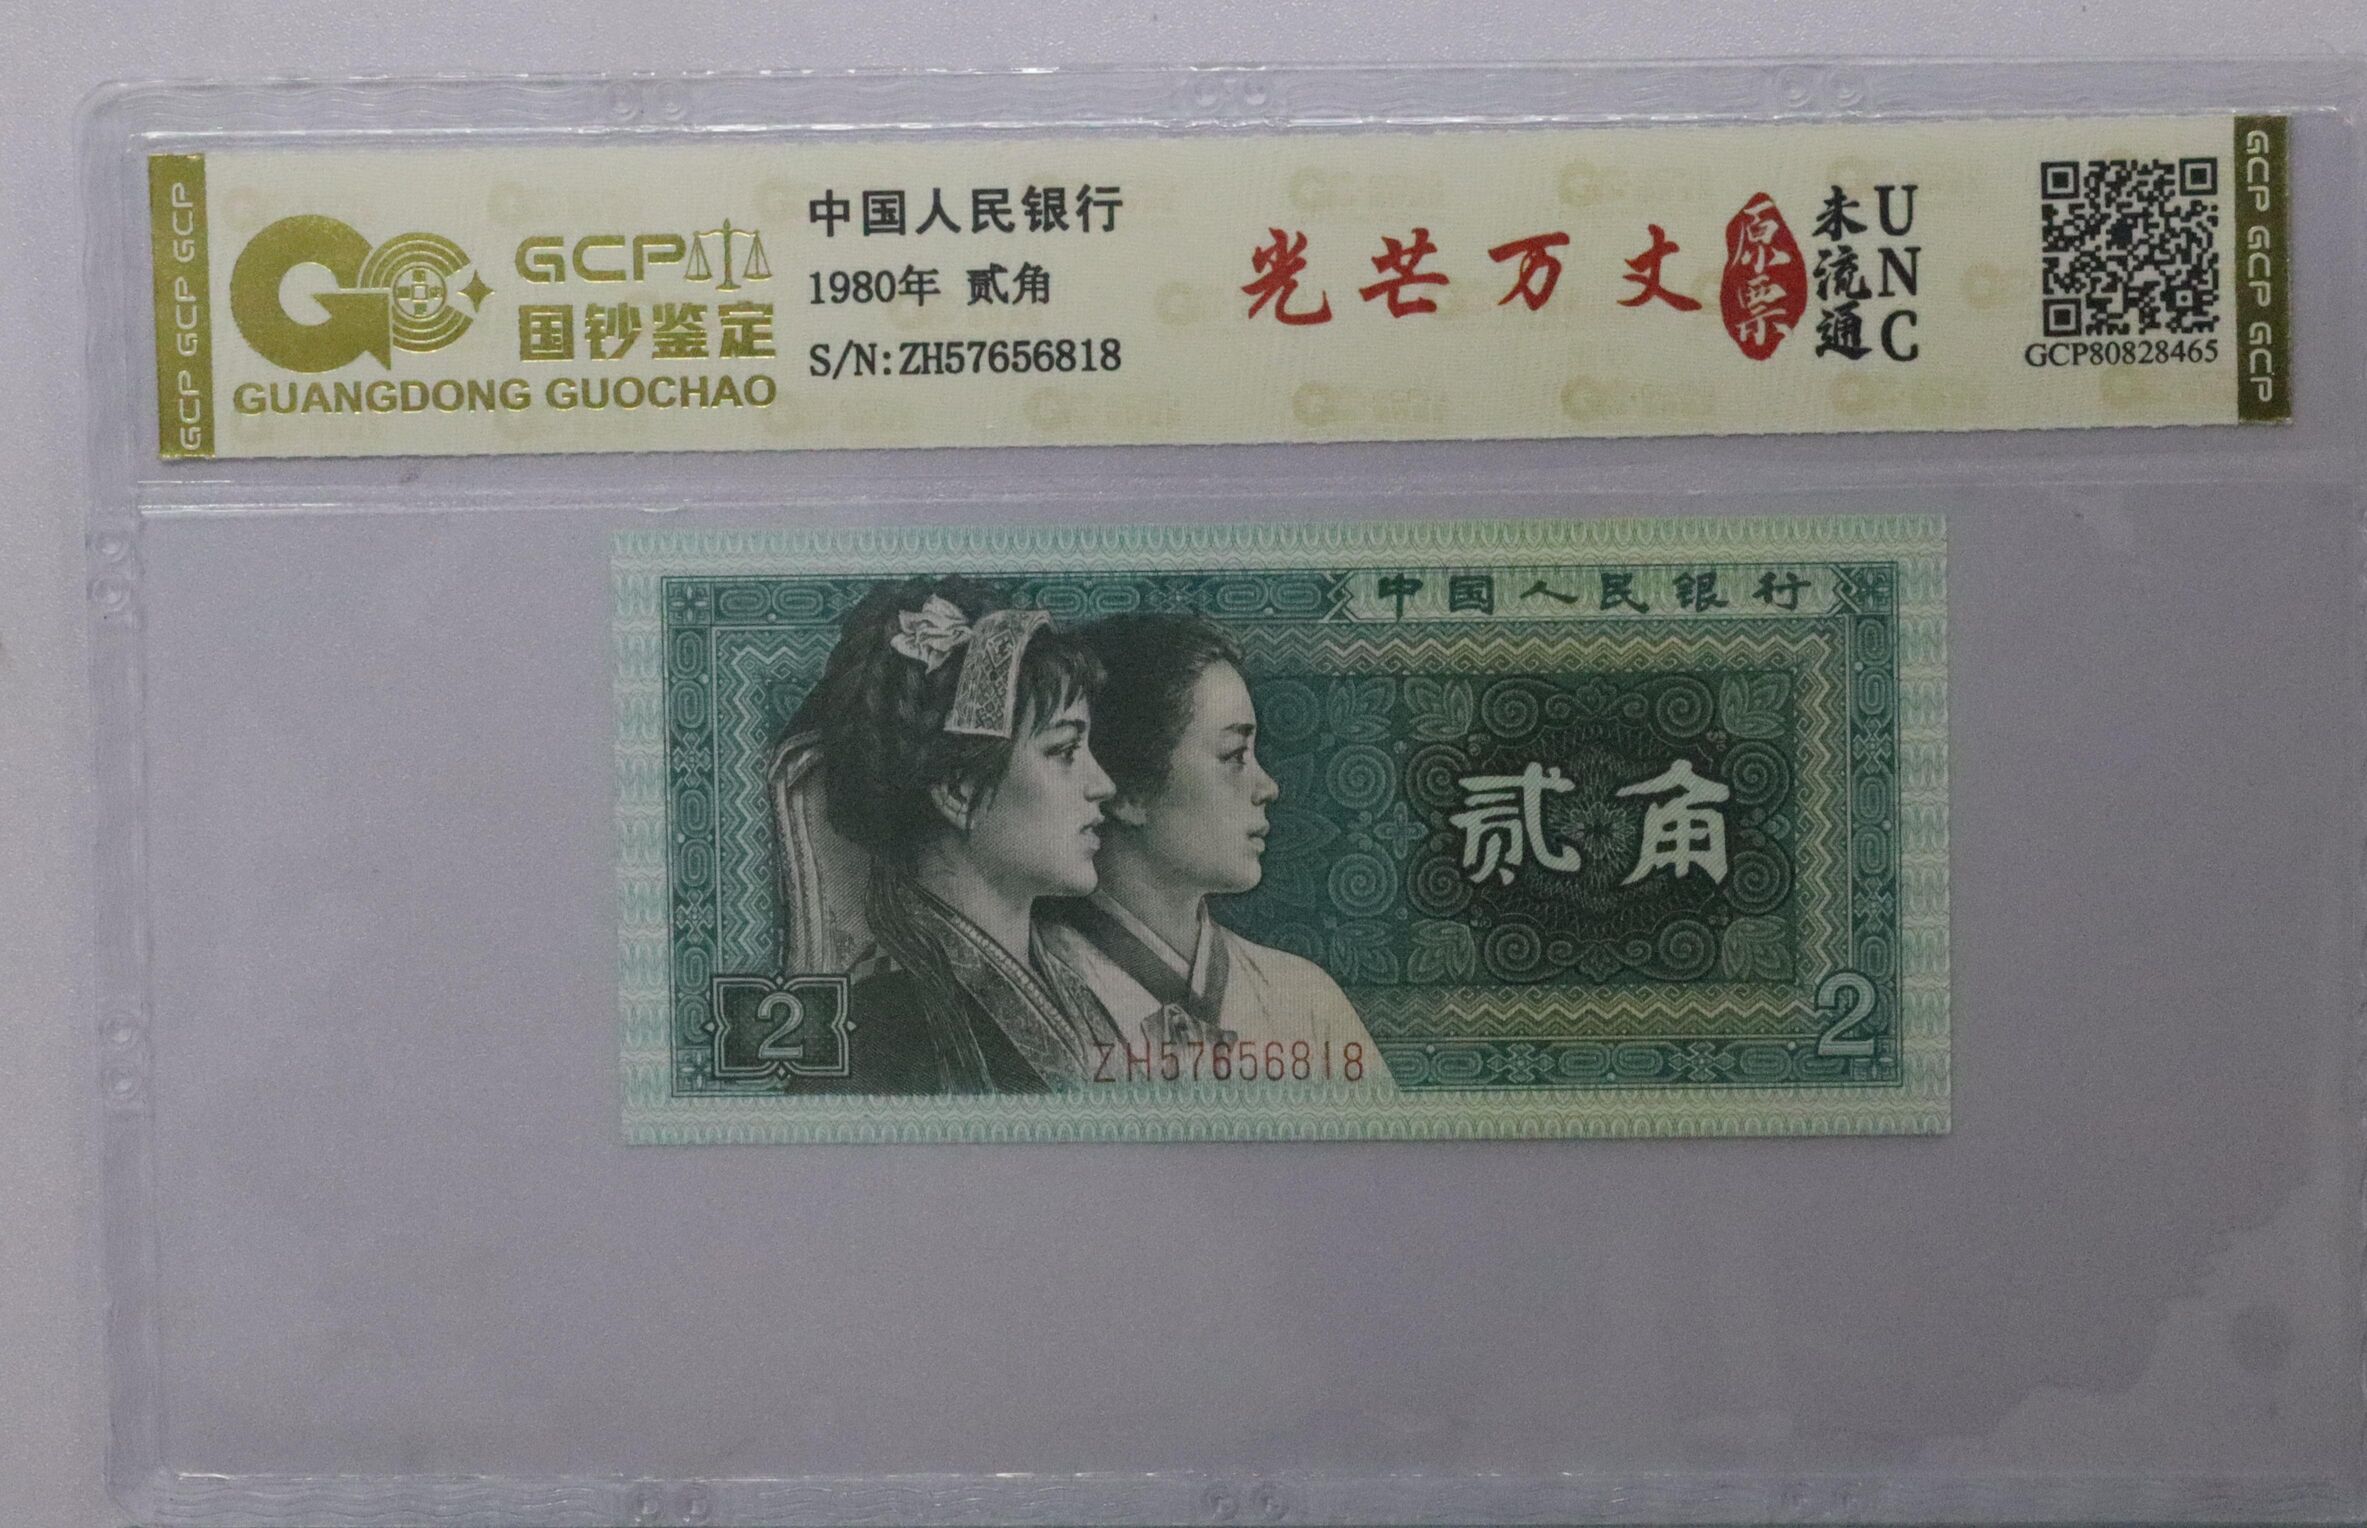 GCP GCP GCP
GCP
国钞鉴定
GUANGDONG GUOCHAO
中国人民银行
1980年 贰角
S/N:ZH57656818
光芒万丈
原票
未流通
UNC
GCP80828465
GCP GCP GCP
中国人民银行
贰角
2
2
ZH57656818